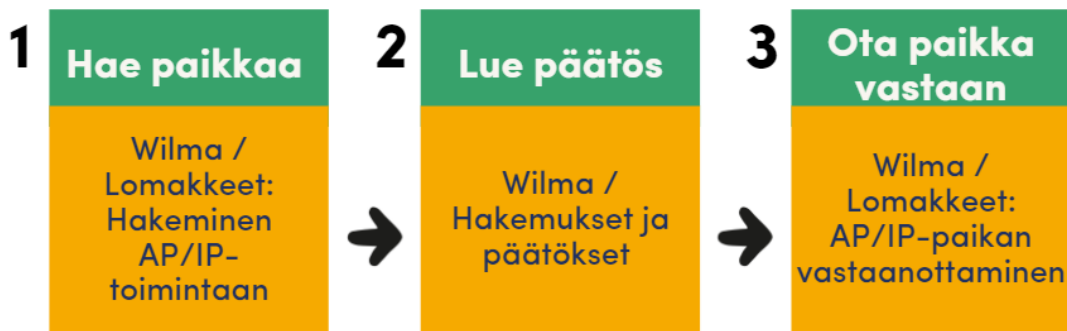 1
Hae paikkaa
Wilma /
Lomakkeet:
Hakeminen
AP/IP-
toimintaan
2
Lue päätös
Wilma /
Hakemukset ja
päätökset
3
Ota paikka
vastaan
Wilma /
Lomakkeet:
AP/IP-paikan
vastaanottaminen